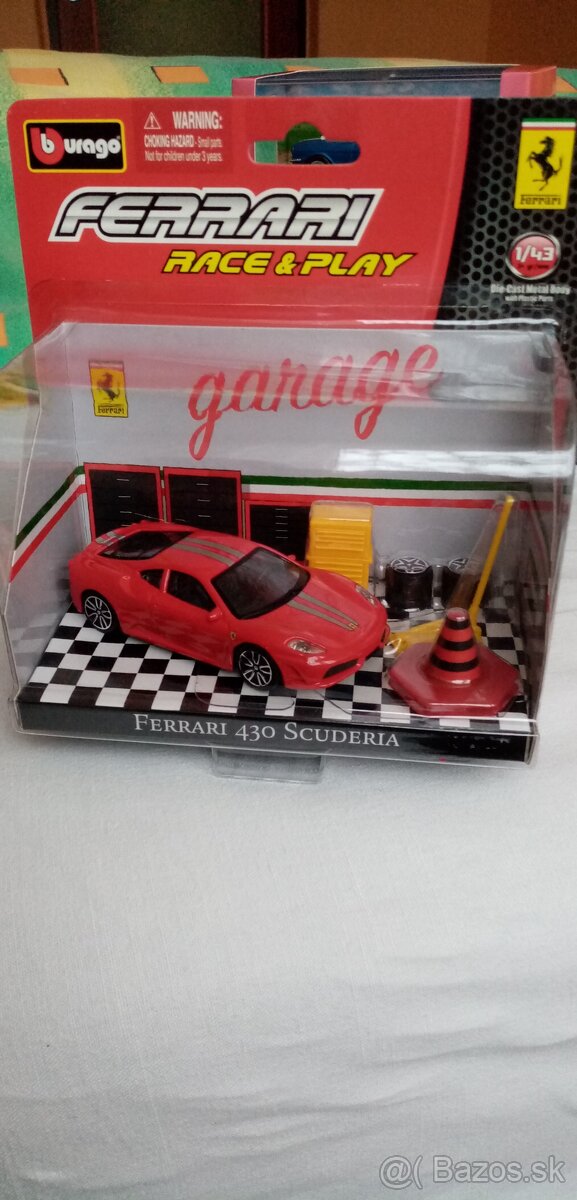 burago
WARNING:
CHOKING HAZARD - Small parts
Not for children under 3 years.
FERRARI
RACE & PLAY
Ferrari
1/43
Die-Cast Metal Body
with Plastic Parts
Ferrari
garage
FERRARI 430 SCUDERIA
@( Bazos.sk